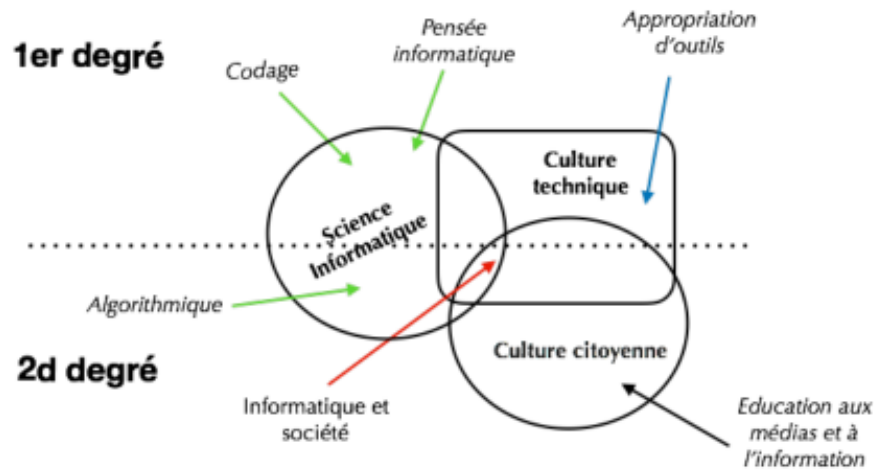 1er degré
Codage
Pensée
informatique
Appropriation
d'outils
Culture
technique
Science
Informatique
Algorithmique
2d degré
Culture citoyenne
Informatique et
société
Education aux
médias et à
l'information